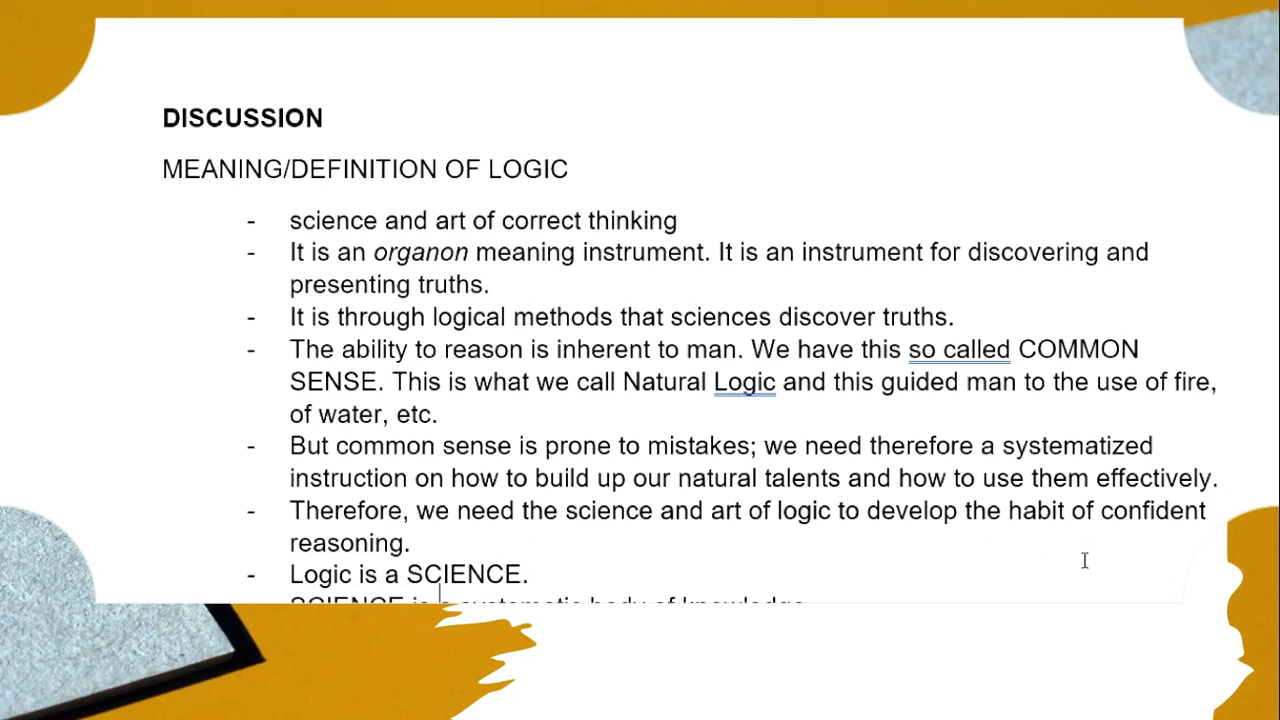 DISCUSSION
MEANING/DEFINITION OF LOGIC
- science and art of correct thinking
- It is an organon meaning instrument. It is an instrument for discovering and
presenting truths.
- It is through logical methods that sciences discover truths.
- The ability to reason is inherent to man. We have this so called COMMON
SENSE. This is what we call Natural Logic and this guided man to the use of fire,
of water, etc.
- But common sense is prone to mistakes; we need therefore a systematized
instruction on how to build up our natural talents and how to use them effectively.
- Therefore, we need the science and art of logic to develop the habit of confident
reasoning.
- Logic is a SCIENCE.
SCIENCE is a systematic body of knowledge